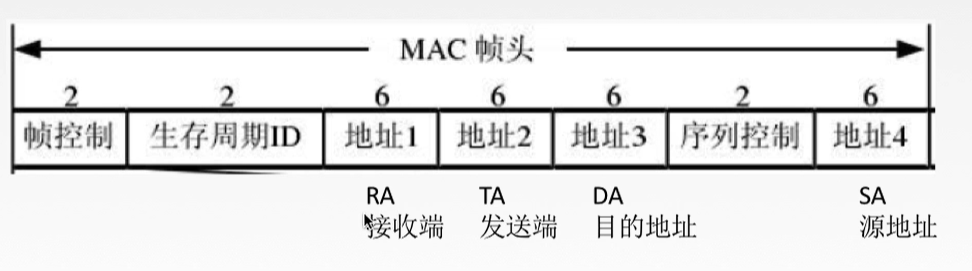 MAC 帧头
2 2 6 6 6 2 6
帧控制 生存周期ID 地址1 地址2 地址3 序列控制 地址4
RA TA DA SA
接收端 发送端 目的地址 源地址